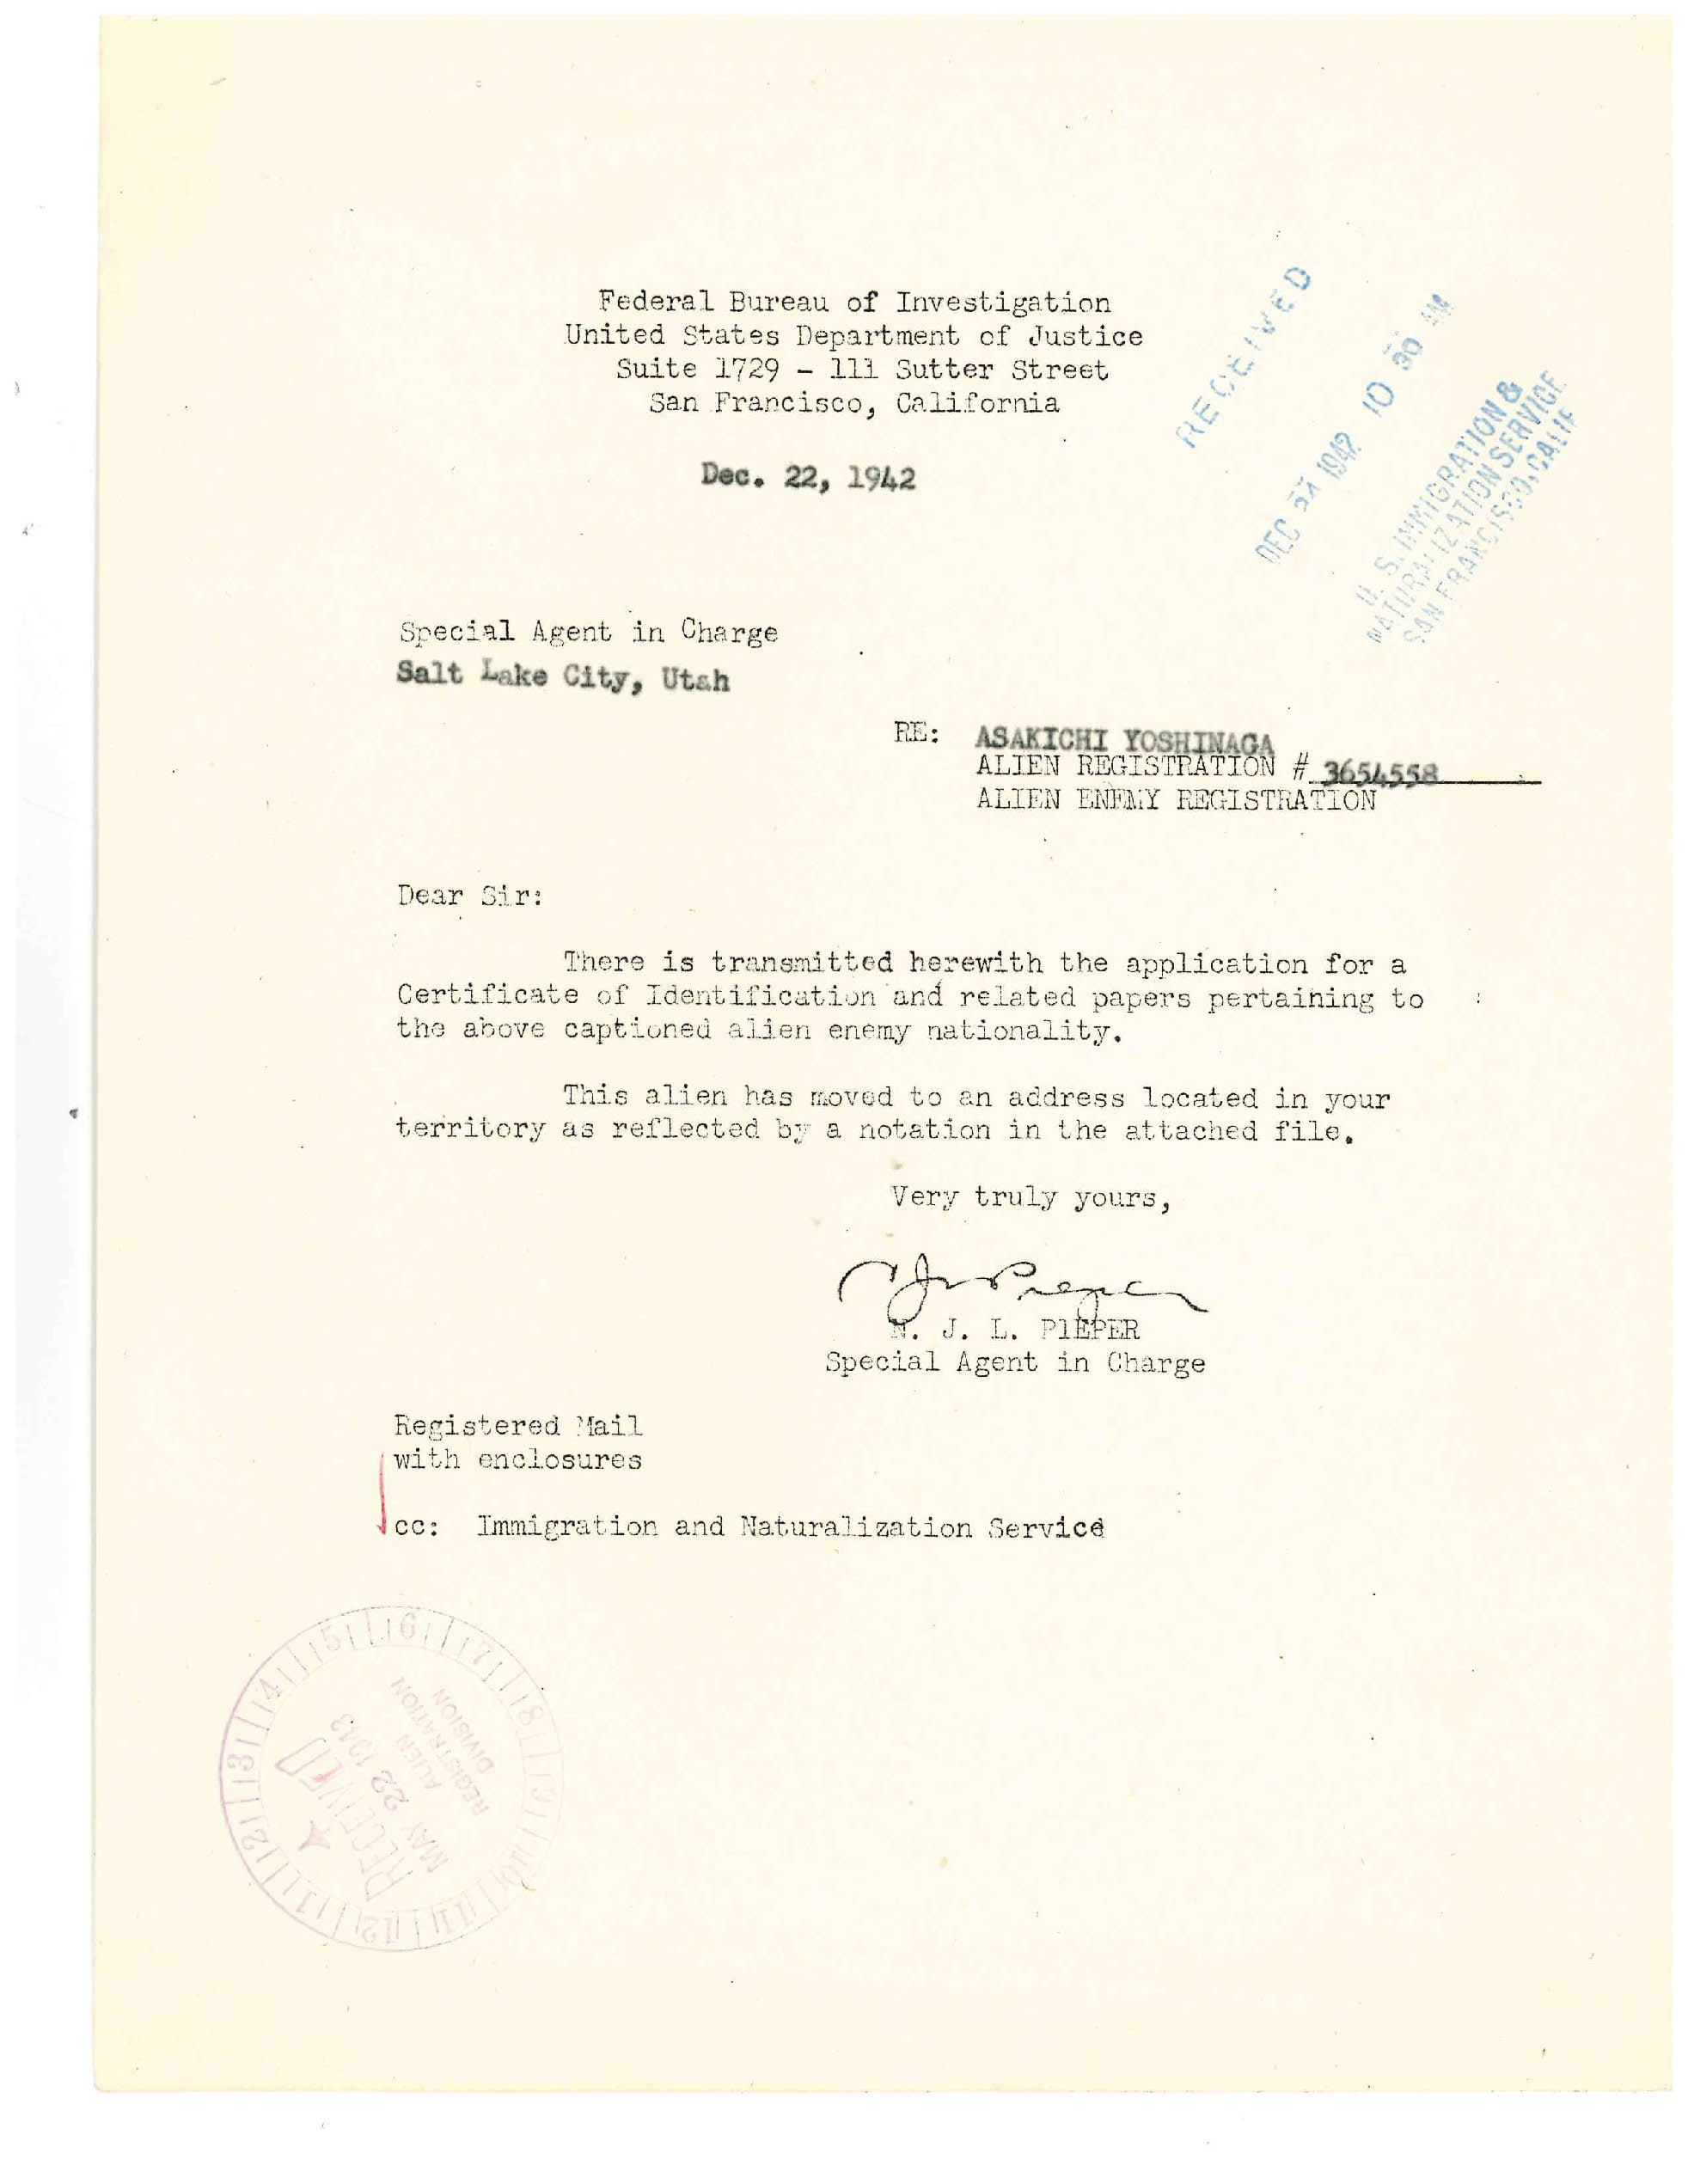 Federal Bureau of Investigation
United States Department of Justice
Suite 1729 - 111 Sutter Street
San Francisco, California
Dec. 22, 1942
RECEIVED
DEC 1942 10 30 AM
U. S. IMMIGRATION &
NATURALIZATION SERVICE
SAN FRANCISCO, CALIF
Special Agent in Charge
Salt Lake City, Utah
RE: ASAKICHI YOSHINAGA
ALIEN REGISTRATION # 3654558
ALIEN ENEMY REGISTRATION
Dear Sir:
There is transmitted herewith the application for a
Certificate of Identification and related papers pertaining to
the above captioned alien enemy nationality.
This alien has moved to an address located in your
territory as reflected by a notation in the attached file.
Very truly yours,
N. J. L. PIEPER
Special Agent in Charge
Registered Mail
with enclosures
cc: Immigration and Naturalization Service
1 2 3 4 5 6 7 8 9 10 11 12
RECEIVED
MAY 22 1943
ALIEN
REGISTRATION
DIVISION